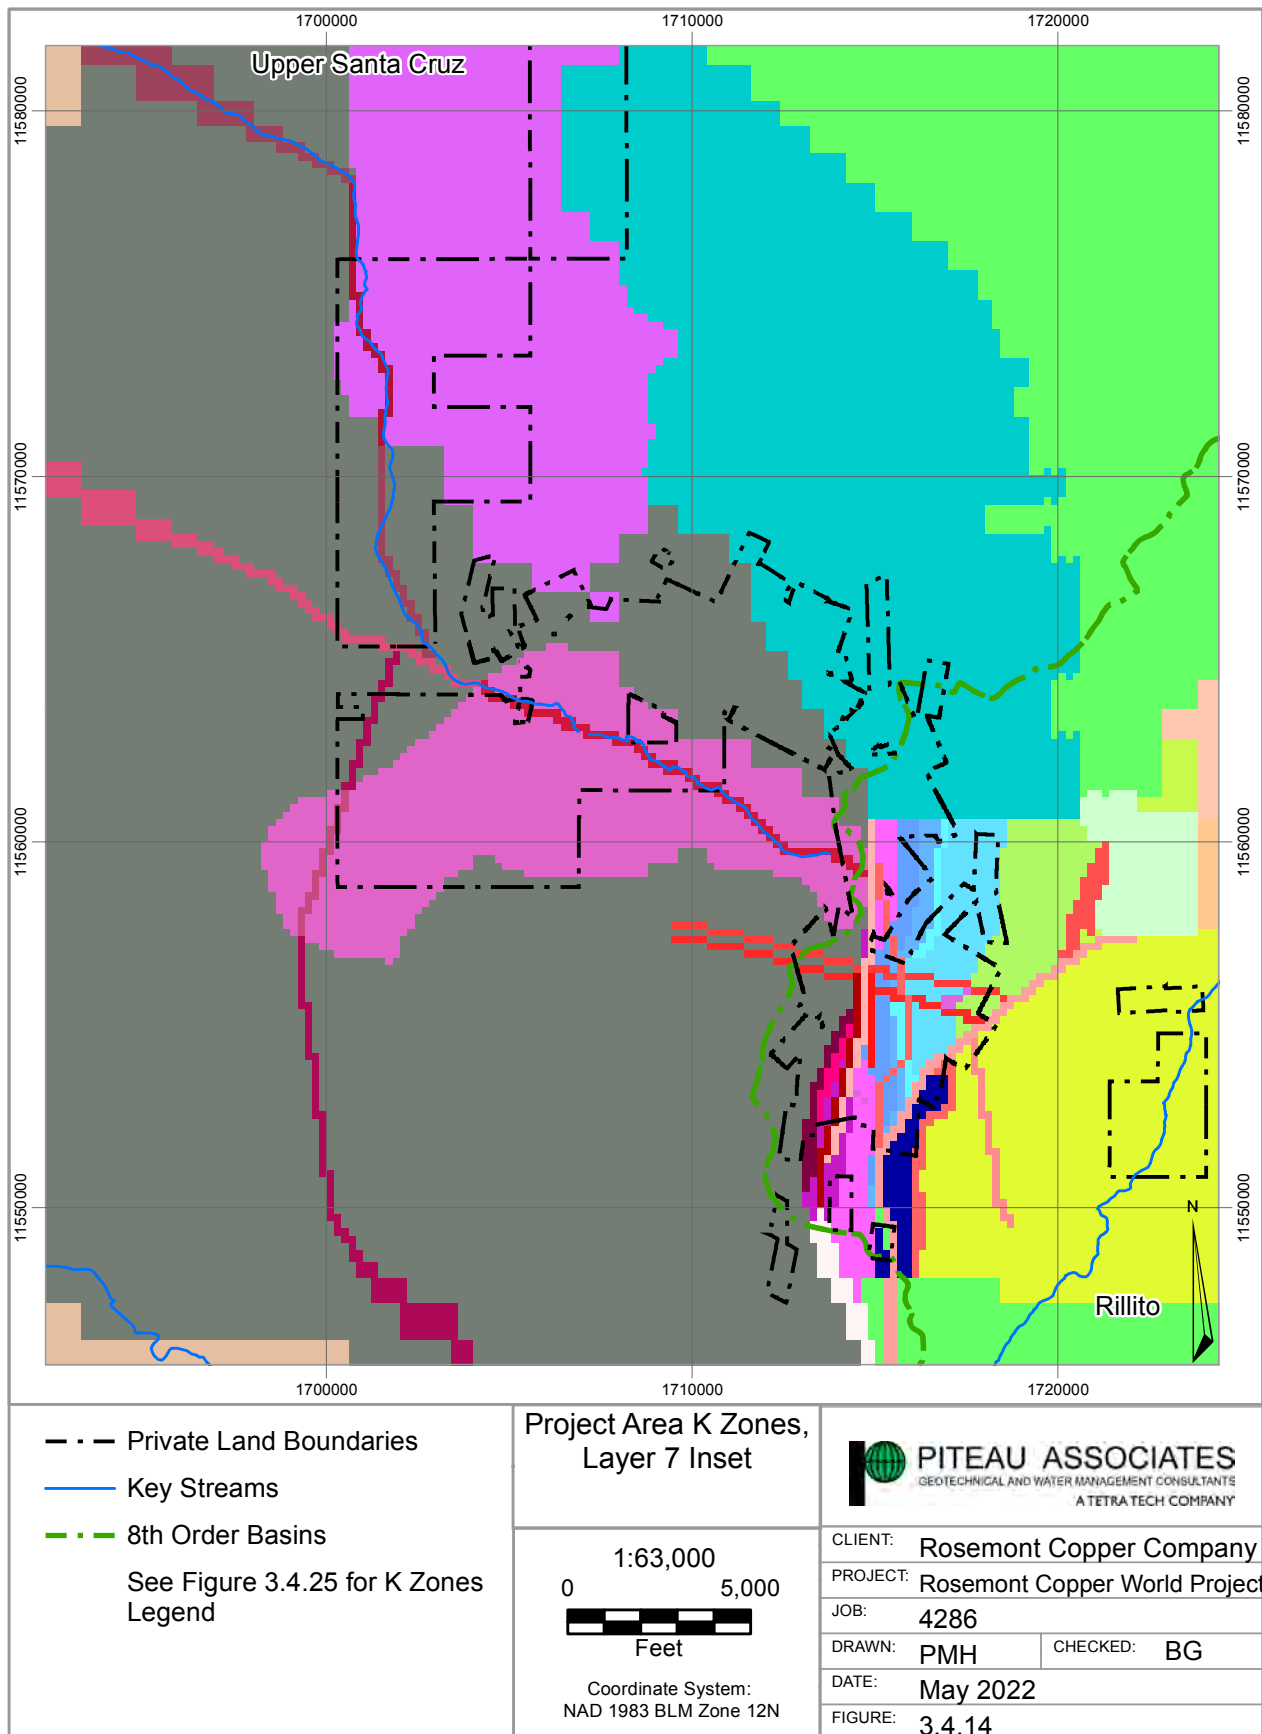 1700000
1710000
1720000
Upper Santa Cruz
11580000
11580000
11570000
11570000
11560000
11560000
11550000
11550000
N
Rillito
1700000
1710000
1720000
Private Land Boundaries
Key Streams
8th Order Basins
See Figure 3.4.25 for K Zones
Legend
Project Area K Zones,
Layer 7 Inset
1:63,000
0 5,000
Feet
Coordinate System:
NAD 1983 BLM Zone 12N
PITEAU ASSOCIATES
GEOTECHNICAL AND WATER MANAGEMENT CONSULTANTS
A TETRA TECH COMPANY
CLIENT: Rosemont Copper Company
PROJECT: Rosemont Copper World Project
JOB: 4286
DRAWN: PMH CHECKED: BG
DATE: May 2022
FIGURE: 3.4.14